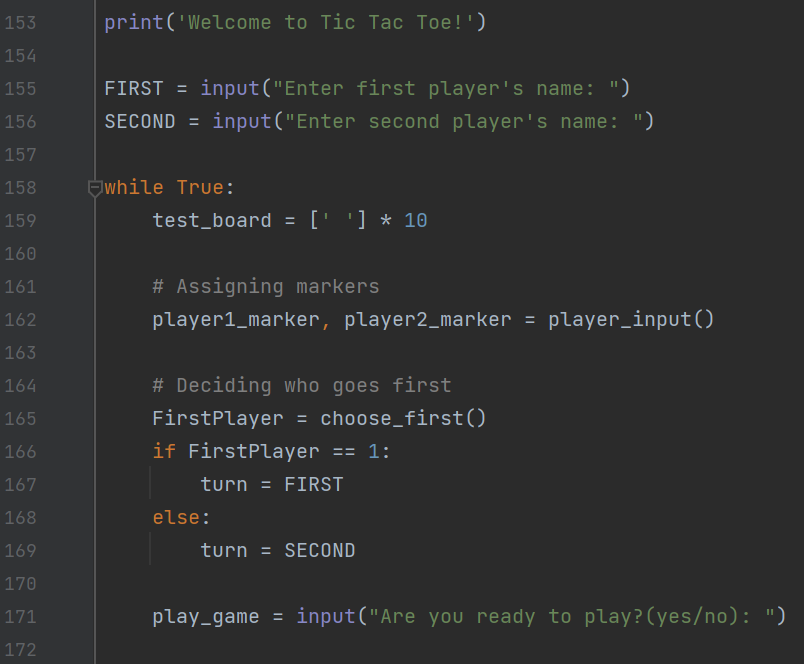 153 print('Welcome to Tic Tac Toe!')
154
155 FIRST = input("Enter first player's name: ")
156 SECOND = input("Enter second player's name: ")
157
158 while True:
159     test_board = [' '] * 10
160
161     # Assigning markers
162     player1_marker, player2_marker = player_input()
163
164     # Deciding who goes first
165     FirstPlayer = choose_first()
166     if FirstPlayer == 1:
167         turn = FIRST
168     else:
169         turn = SECOND
170
171     play_game = input("Are you ready to play?(yes/no): ")
172